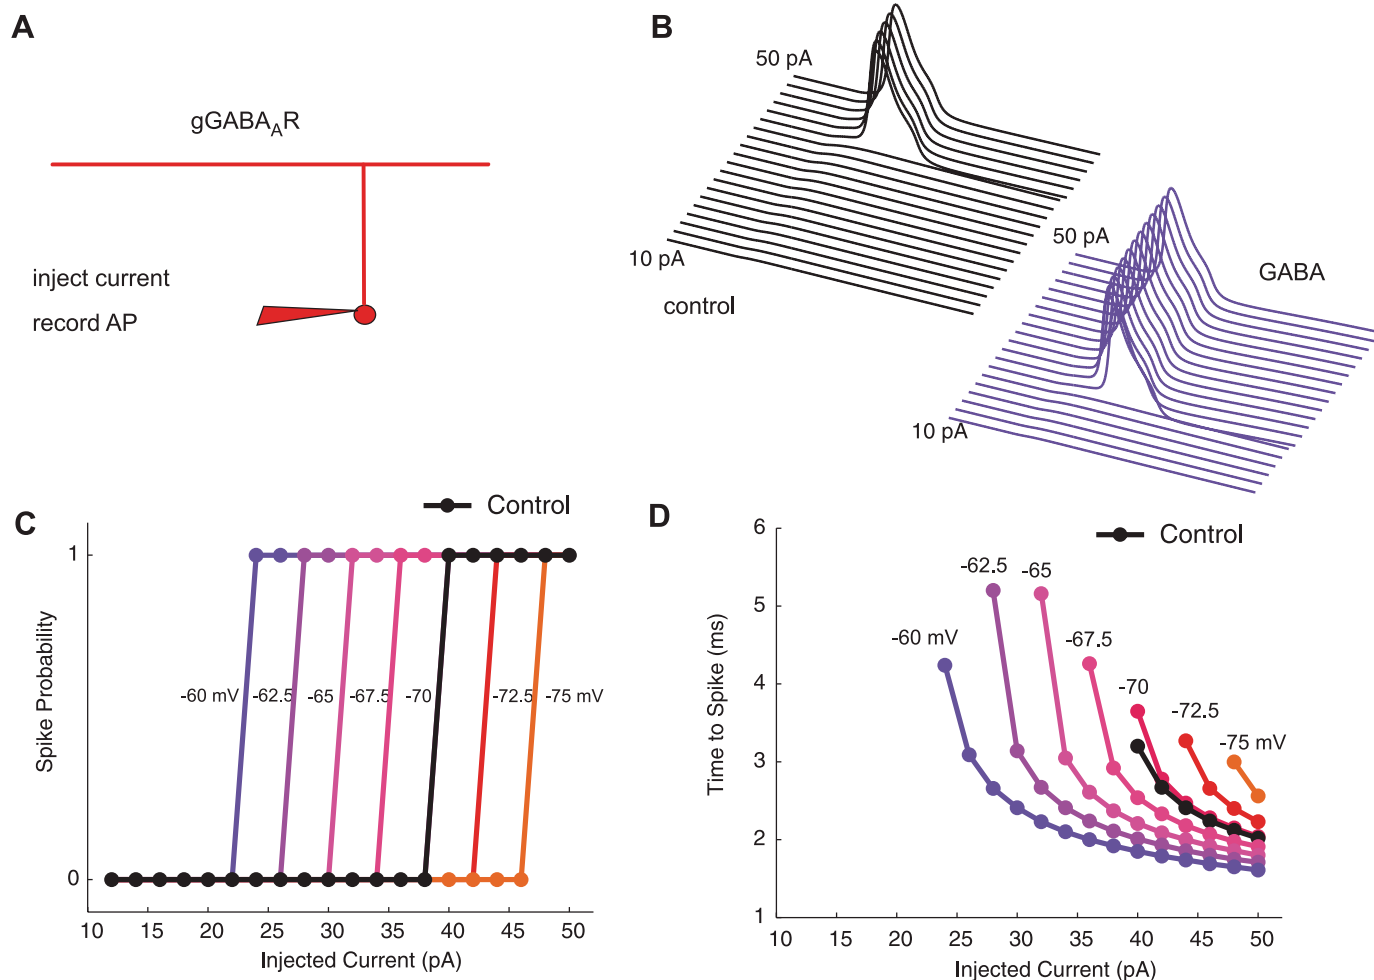 A
gGABAAR
inject current
record AP
B
50 pA
10 pA
control
50 pA
GABA
10 pA
C
Control
1
0
Spike Probability
-60 mV
-62.5
-65
-67.5
-70
-72.5
-75 mV
10 15 20 25 30 35 40 45 50
Injected Current (pA)
D
Control
6
5
4
3
2
1
Time to Spike (ms)
-60 mV
-62.5
-65
-67.5
-70
-72.5
-75 mV
10 15 20 25 30 35 40 45 50
Injected Current (pA)